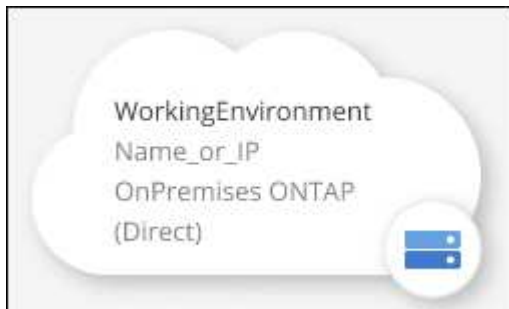 WorkingEnvironment
Name_or_IP
OnPremises ONTAP
(Direct)